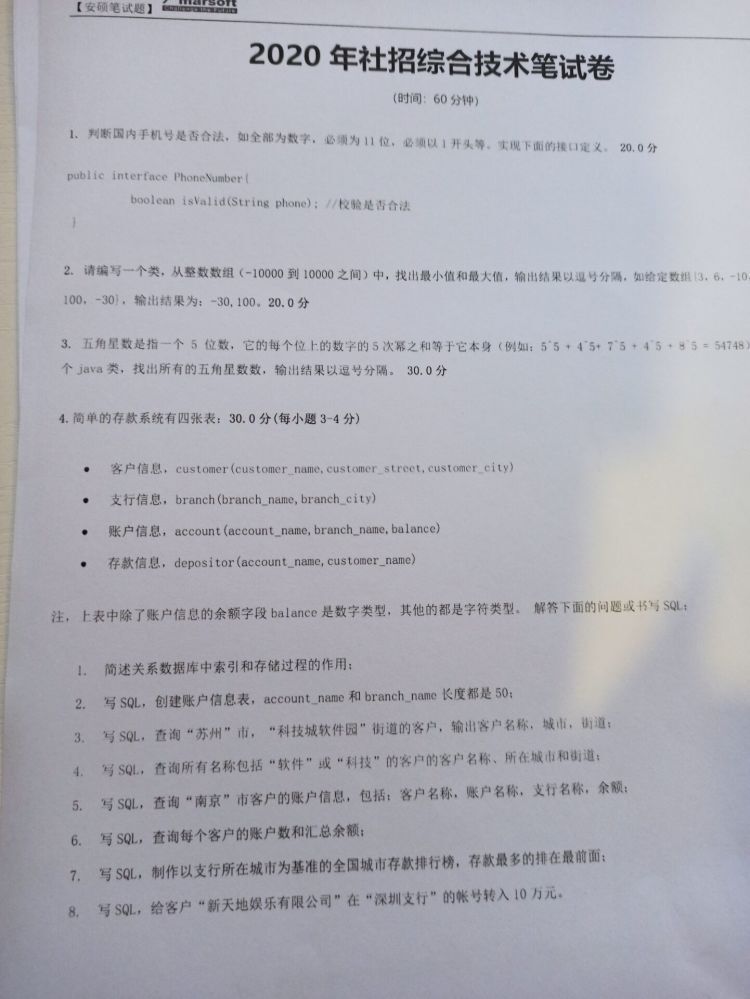 【安硕笔试题】 marsoft
Challenge the Future
2020 年社招综合技术笔试卷
(时间: 60 分钟)
1、判断国内手机号是否合法，如全部为数字，必须为 11 位，必须以 1 开头等。实现下面的接口定义。 20.0 分
public interface PhoneNumber{
boolean isValid(String phone); //校验是否合法
}
2. 请编写一个类，从整数数组（-10000 到 10000 之间）中，找出最小值和最大值，输出结果以逗号分隔，如给定数组{3, 6, -10,
100, -30}，输出结果为：-30,100。20.0 分
3. 五角星数是指一个 5 位数，它的每个位上的数字的 5 次幂之和等于它本身（例如：5^5 + 4^5+ 7^5 + 4^5 + 8^5 = 54748)
个 java 类，找出所有的五角星数数，输出结果以逗号分隔。 30.0 分
4.简单的存款系统有四张表：30.0 分(每小题 3-4 分)
• 客户信息，customer(customer_name,customer_street,customer_city)
• 支行信息，branch(branch_name,branch_city)
• 账户信息，account(account_name,branch_name,balance)
• 存款信息，depositor(account_name,customer_name)
注，上表中除了账户信息的余额字段 balance 是数字类型，其他的都是字符类型。 解答下面的问题或书写 SQL:
1. 简述关系数据库中索引和存储过程的作用;
2. 写 SQL，创建账户信息表，account_name 和 branch_name 长度都是 50;
3. 写 SQL，查询“苏州”市，“科技城软件园”街道的客户，输出客户名称，城市，街道;
4. 写 SQL，查询所有名称包括“软件”或“科技”的客户的客户名称、所在城市和街道;
5. 写 SQL，查询“南京”市客户的账户信息，包括：客户名称，账户名称，支行名称，余额;
6. 写 SQL，查询每个客户的账户数和汇总余额;
7. 写 SQL，制作以支行所在城市为基准的全国城市存款排行榜，存款最多的排在最前面;
8. 写 SQL，给客户“新天地娱乐有限公司”在“深圳支行”的帐号转入 10 万元。